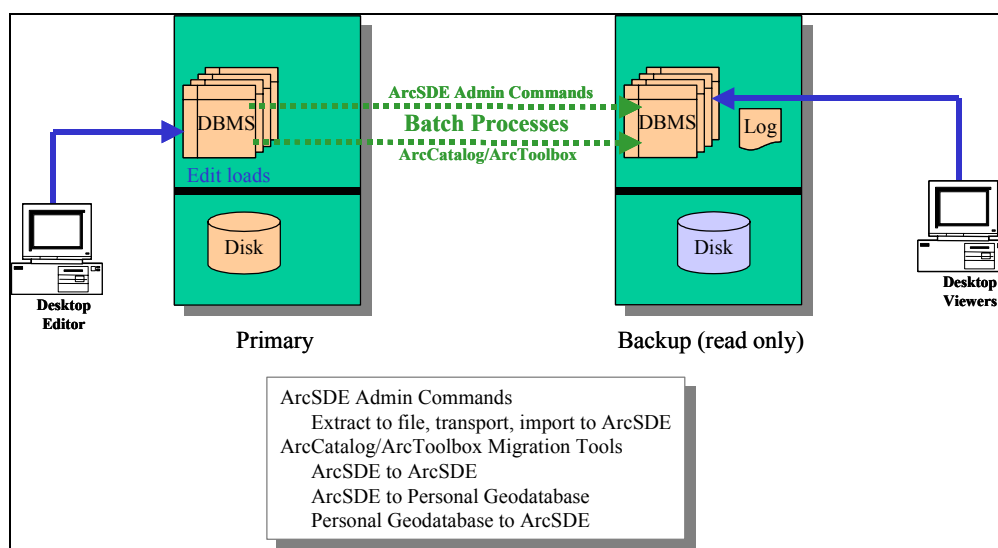 ArcSDE Admin Commands
DBMS
Batch Processes
DBMS
Log
ArcCatalog/ArcToolbox
Edit loads
Disk
Disk
Desktop
Editor
Desktop
Viewers
Primary
Backup (read only)
ArcSDE Admin Commands
Extract to file, transport, import to ArcSDE
ArcCatalog/ArcToolbox Migration Tools
ArcSDE to ArcSDE
ArcSDE to Personal Geodatabase
Personal Geodatabase to ArcSDE